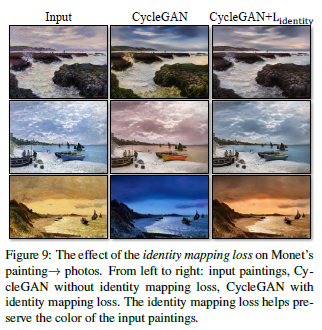 Input CycleGAN CycleGAN+L_identity
Figure 9: The effect of the identity mapping loss on Monet's
painting→ photos. From left to right: input paintings, Cy-
cleGAN without identity mapping loss, CycleGAN with
identity mapping loss. The identity mapping loss helps pre-
serve the color of the input paintings.